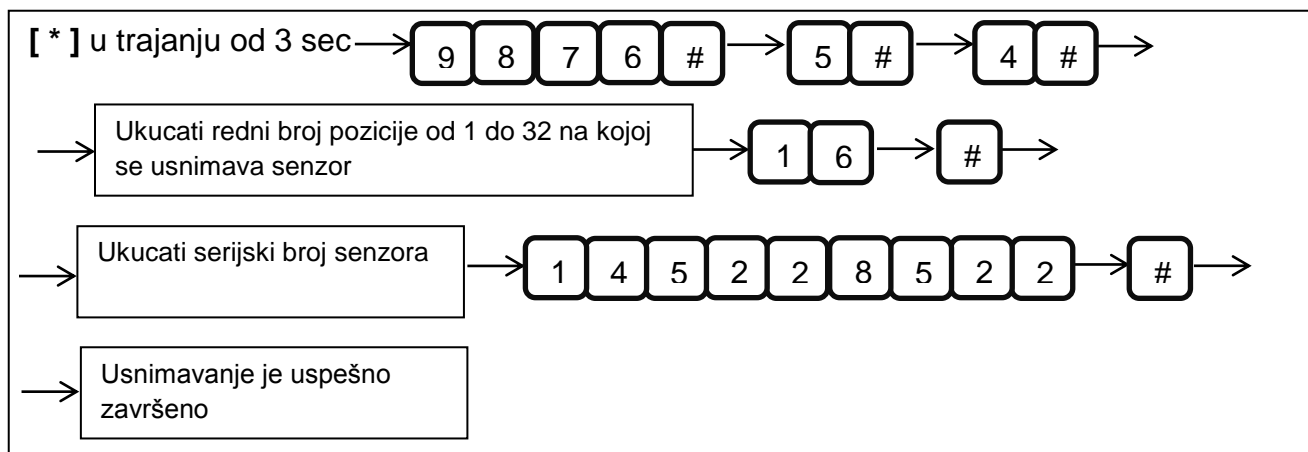 [ * ] u trajanju od 3 sec 9 8 7 6 # 5 # 4 #
Ukucati redni broj pozicije od 1 do 32 na kojoj
se usnimava senzor
1 6 #
Ukucati serijski broj senzora
1 4 5 2 2 8 5 2 2 #
Usnimavanje je uspešno
završeno